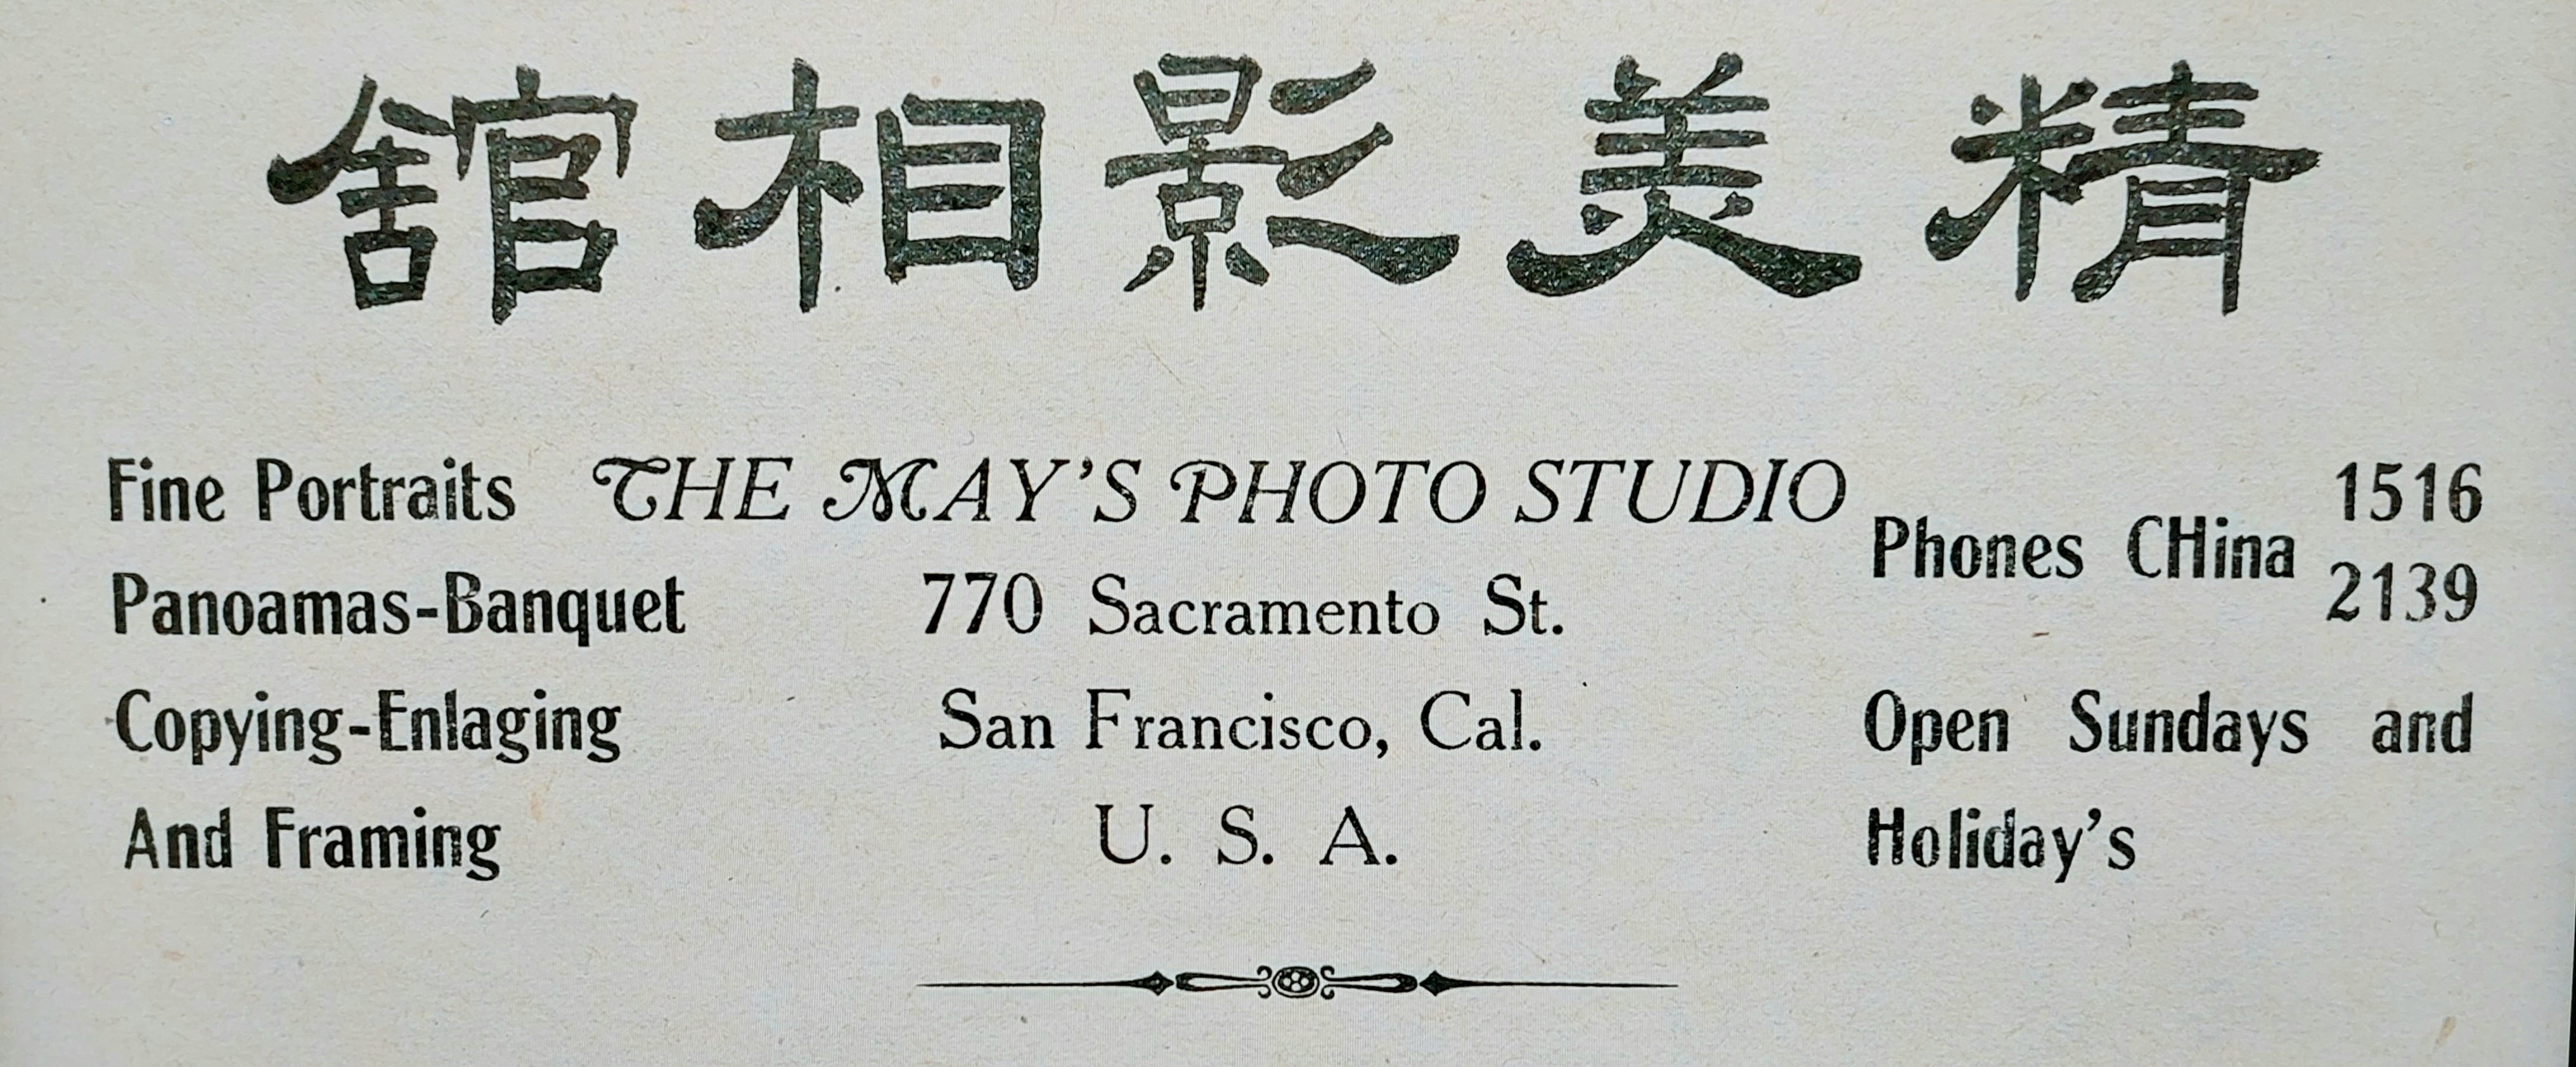 精美影相舘
Fine Portraits
Panoamas-Banquet
Copying-Enlaging
And Framing
THE MAY'S PHOTO STUDIO
770 Sacramento St.
San Francisco, Cal.
U. S. A.
Phones CHina 1516
2139
Open Sundays and
Holiday's